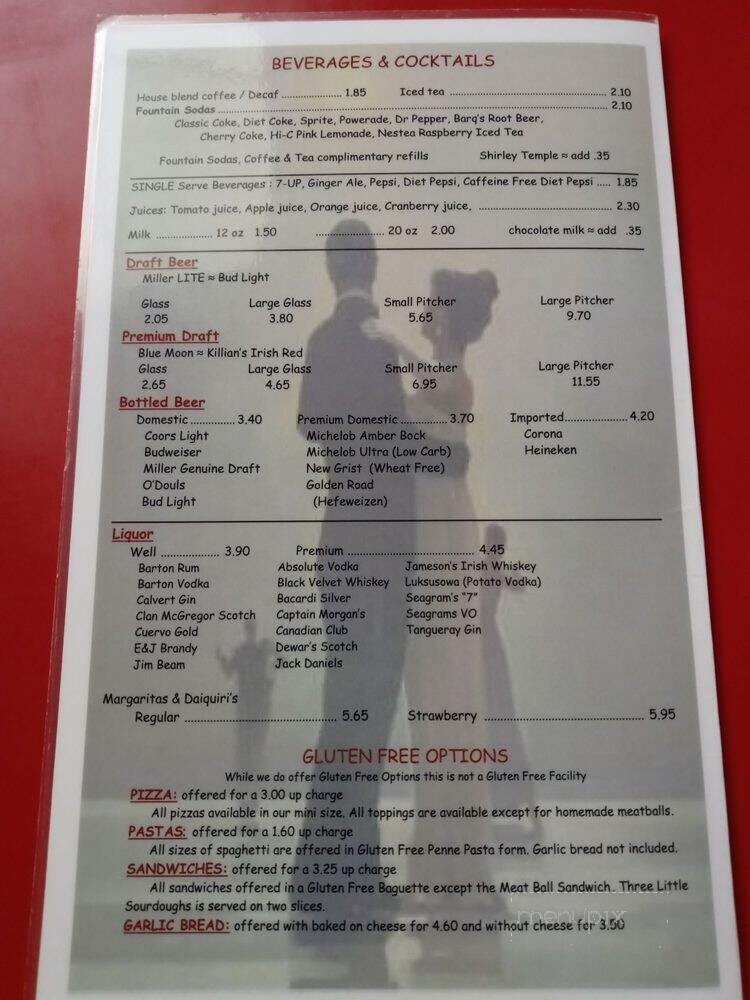 BEVERAGES & COCKTAILS
House blend coffee / Decaf ..................... 1.85 Iced tea ................................................................ 2.10
Fountain Sodas ........................................................................................................................ 2.10
Classic Coke, Diet Coke, Sprite, Powerade, Dr Pepper, Barq's Root Beer,
Cherry Coke, Hi-C Pink Lemonade, Nestea Raspberry Iced Tea
Fountain Sodas, Coffee & Tea complimentary refills Shirley Temple ≈ add .35
SINGLE Serve Beverages : 7-UP, Ginger Ale, Pepsi, Diet Pepsi, Caffeine Free Diet Pepsi ..... 1.85
Juices: Tomato juice, Apple juice, Orange juice, Cranberry juice, ............................................ 2.30
Milk .................. 12 oz 1.50 ...................... 20 oz 2.00 chocolate milk ≈ add .35
Draft Beer
Miller LITE ≈ Bud Light
Glass Large Glass Small Pitcher Large Pitcher
2.05 3.80 5.65 9.70
Premium Draft
Blue Moon ≈ Killian's Irish Red
Glass Large Glass Small Pitcher Large Pitcher
2.65 4.65 6.95 11.55
Bottled Beer
Domestic ............... 3.40 Premium Domestic ............... 3.70 Imported..................... 4.20
Coors Light Michelob Amber Bock Corona
Budweiser Michelob Ultra (Low Carb) Heineken
Miller Genuine Draft New Grist (Wheat Free)
O'Douls Golden Road
Bud Light (Hefeweizen)
Liquor
Well ................... 3.90 Premium .......................................... 4.45
Barton Rum Absolute Vodka Jameson's Irish Whiskey
Barton Vodka Black Velvet Whiskey Luksusowa (Potato Vodka)
Calvert Gin Bacardi Silver Seagram's "7"
Clan McGregor Scotch Captain Morgan's Seagrams VO
Cuervo Gold Canadian Club Tangueray Gin
E&J Brandy Dewar's Scotch
Jim Beam Jack Daniels
Margaritas & Daiquiri's
Regular .................................................. 5.65 Strawberry ..................................................... 5.95
GLUTEN FREE OPTIONS
While we do offer Gluten Free Options this is not a Gluten Free Facility
PIZZA: offered for a 3.00 up charge
All pizzas available in our mini size. All toppings are available except for homemade meatballs.
PASTAS: offered for a 1.60 up charge
All sizes of spaghetti are offered in Gluten Free Penne Pasta form. Garlic bread not included.
SANDWICHES: offered for a 3.25 up charge
All sandwiches offered in a Gluten Free Baguette except the Meat Ball Sandwich. Three Little
Sourdoughs is served on two slices.
menupix
GARLIC BREAD: offered with baked on cheese for 4.60 and without cheese for 3.50